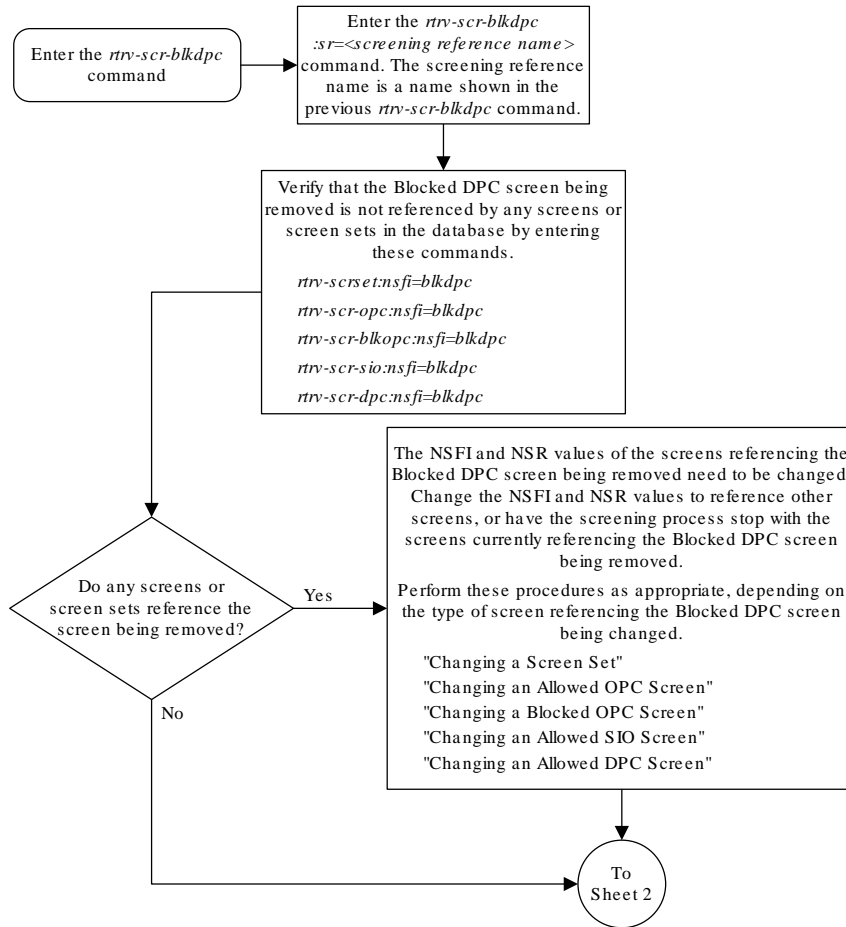 Enter the rtrv-scr-blkdpc
command
Enter the rtrv-scr-blkdpc
:sr=<screening reference name>
command. The screening reference
name is a name shown in the
previous rtrv-scr-blkdpc command.
Verify that the Blocked DPC screen being
removed is not referenced by any screens or
screen sets in the database by entering
these commands.
rtrv-scrset:nsfi=blkdpc
rtrv-scr-opc:nsfi=blkdpc
rtrv-scr-blkopc:nsfi=blkdpc
rtrv-scr-sio:nsfi=blkdpc
rtrv-scr-dpc:nsfi=blkdpc
Do any screens or
screen sets reference the
screen being removed?
Yes
No
The NSFI and NSR values of the screens referencing the
Blocked DPC screen being removed need to be changed
Change the NSFI and NSR values to reference other
screens, or have the screening process stop with the
screens currently referencing the Blocked DPC screen
being removed.
Perform these procedures as appropriate, depending on
the type of screen referencing the Blocked DPC screen
being changed.
"Changing a Screen Set"
"Changing an Allowed OPC Screen"
"Changing a Blocked OPC Screen"
"Changing an Allowed SIO Screen"
"Changing an Allowed DPC Screen"
To
Sheet 2